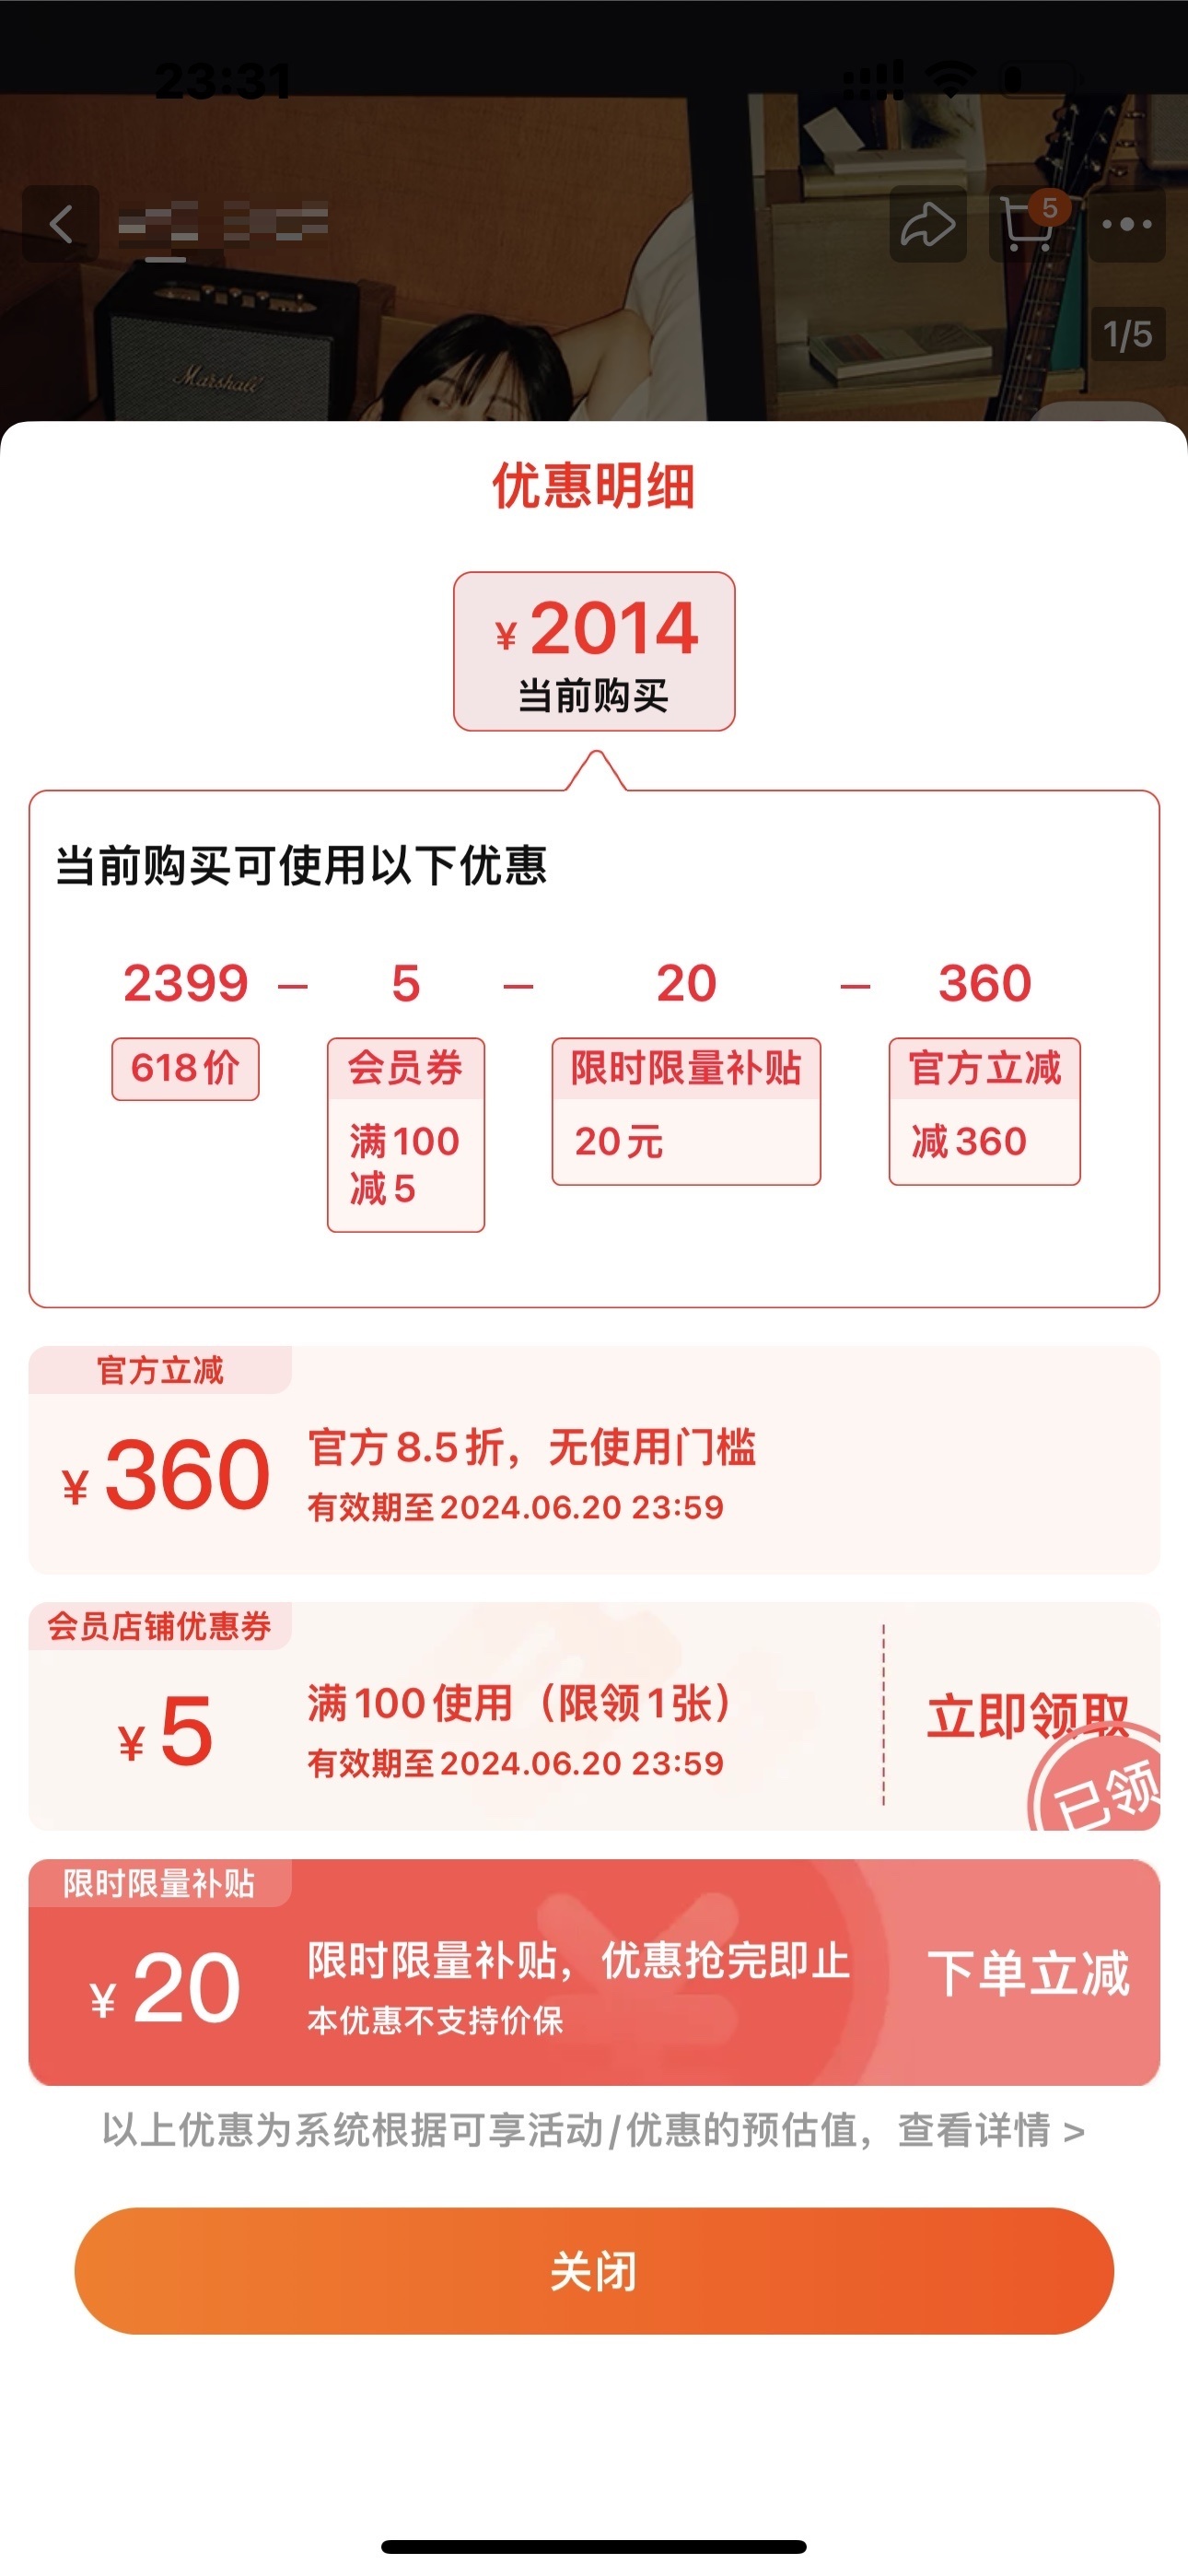 23:31
5
1/5
Marshall
优惠明细
¥2014
当前购买
当前购买可使用以下优惠
2399 - 5 - 20 - 360
618价 会员券 限时限量补贴 官方立减
满100 20元 减360
减5
官方立减
¥360
官方8.5折，无使用门槛
有效期至2024.06.20 23:59
会员店铺优惠券
¥5
满100使用（限领1张）
有效期至2024.06.20 23:59
立即领取
已领
限时限量补贴
¥20
限时限量补贴，优惠抢完即止
本优惠不支持价保
下单立减
以上优惠为系统根据可享活动/优惠的预估值，查看详情 >
关闭